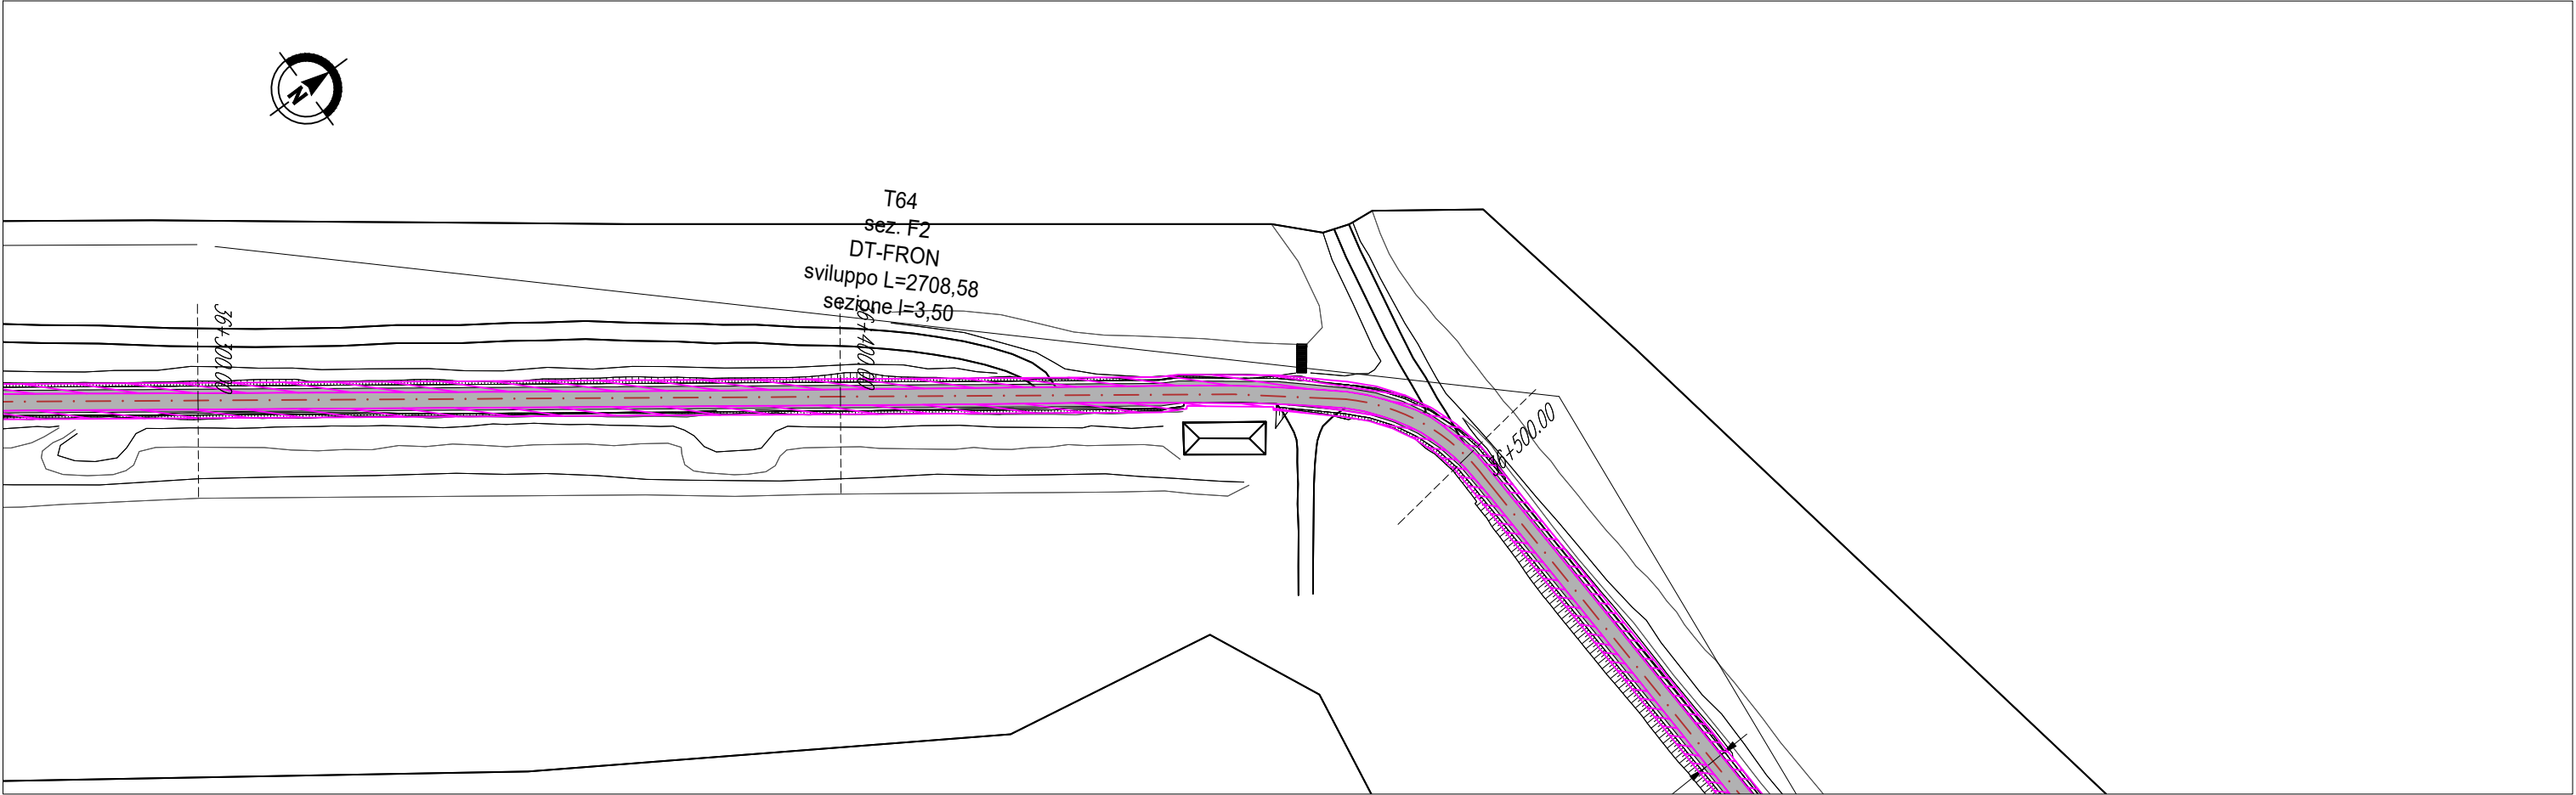 N
T64
sez. F2
DT-FRON
sviluppo L=2708,58
sezione l=3,50
36+300.00
36+400.00
36+500.00